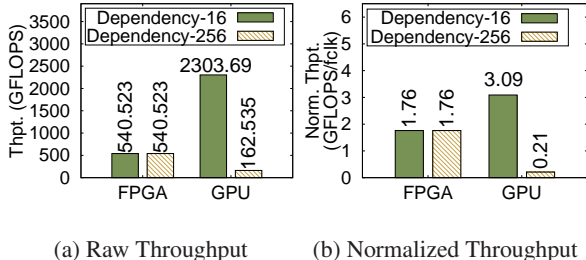 Thpt. (GFLOPS)
3500
3000
2500
2000
1500
1000
500
0
Dependency-16
Dependency-256
540.523
540.523
2303.69
162.535
FPGA
GPU
(a) Raw Throughput
Norm. Thpt.
(GFLOPS/fclk)
6
5
4
3
2
1
0
Dependency-16
Dependency-256
1.76
1.76
3.09
0.21
FPGA
GPU
(b) Normalized Throughput